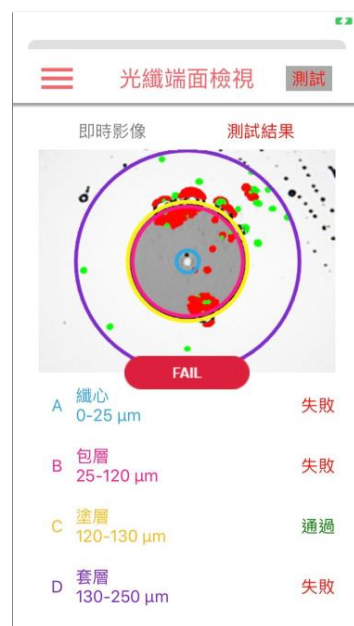 光纖端面檢視
測試
即時影像
測試結果
FAIL
A 纖心 失敗
0-25 μm
B 包層 失敗
25-120 μm
C 塗層 通過
120-130 μm
D 套層 失敗
130-250 μm